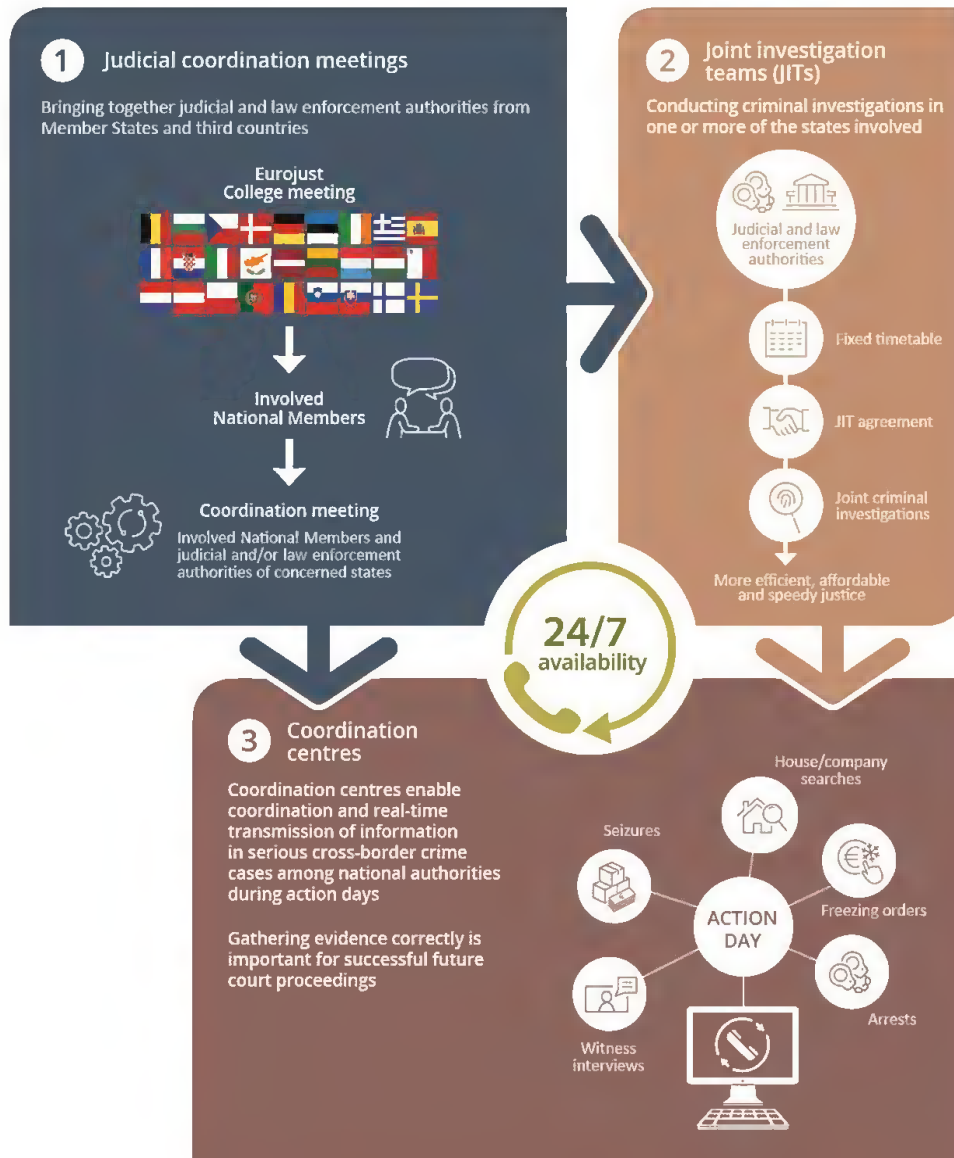 1 Judicial coordination meetings
Bringing together judicial and law enforcement authorities from
Member States and third countries
Eurojust
College meeting
Involved
National Members
Coordination meeting
Involved National Members and
judicial and/or law enforcement
authorities of concerned states
2 Joint investigation
teams (JITs)
Conducting criminal investigations in
one or more of the states involved
Judicial and law
enforcement
authorities
Fixed timetable
JIT agreement
Joint criminal
investigations
More efficient, affordable
and speedy justice
24/7
availability
3 Coordination
centres
Coordination centres enable
coordination and real-time
transmission of information
in serious cross-border crime
cases among national authorities
during action days
Gathering evidence correctly is
important for successful future
court proceedings
House/company
searches
Seizures
Freezing orders
ACTION
DAY
Arrests
Witness
interviews